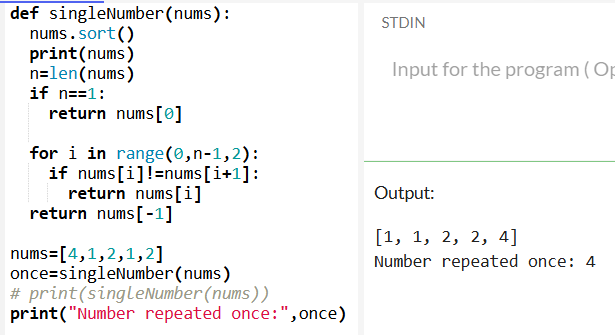 def singleNumber(nums):
  nums.sort()
  print(nums)
  n=len(nums)
  if n==1:
    return nums[0]

  for i in range(0,n-1,2):
    if nums[i]!=nums[i+1]:
      return nums[i]
  return nums[-1]

nums=[4,1,2,1,2]
once=singleNumber(nums)
# print(singleNumber(nums))
print("Number repeated once:",once)
STDIN
Input for the program ( Op
Output:
[1, 1, 2, 2, 4]
Number repeated once: 4